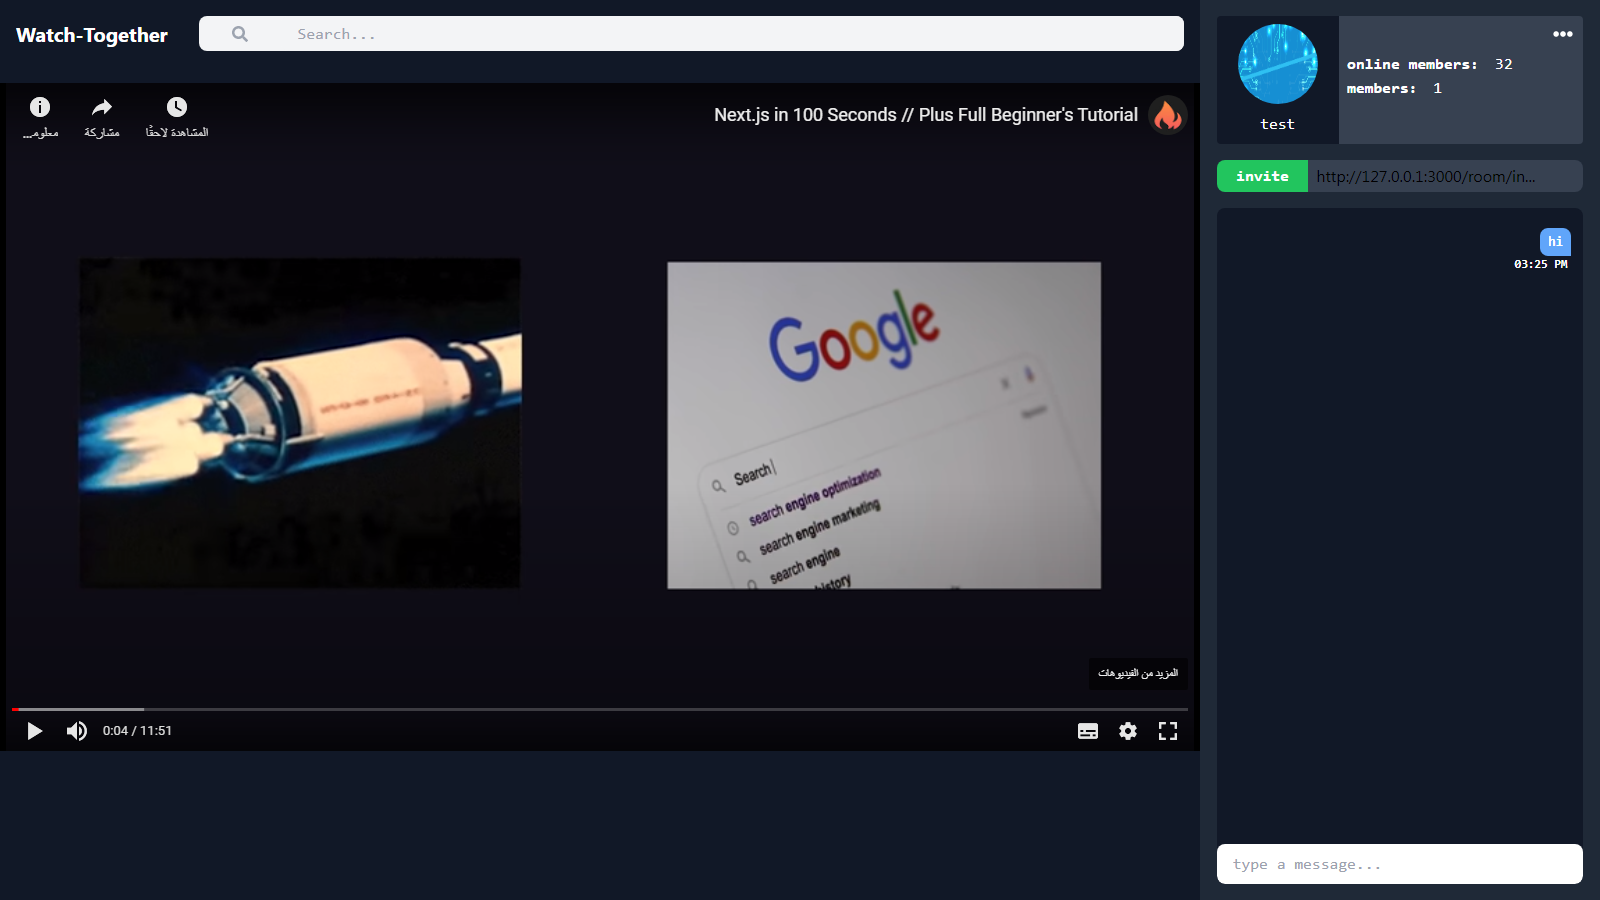 Watch-Together
Search...
معلوم...
مشاركة
المشاهدة لاحقًا
Next.js in 100 Seconds // Plus Full Beginner's Tutorial
Google
Search
search engine optimization
search engine marketing
search engine
history
المزيد من الفيديوهات
0:04 / 11:51
test
online members: 32
members: 1
invite
http://127.0.0.1:3000/room/in...
hi
03:25 PM
type a message...